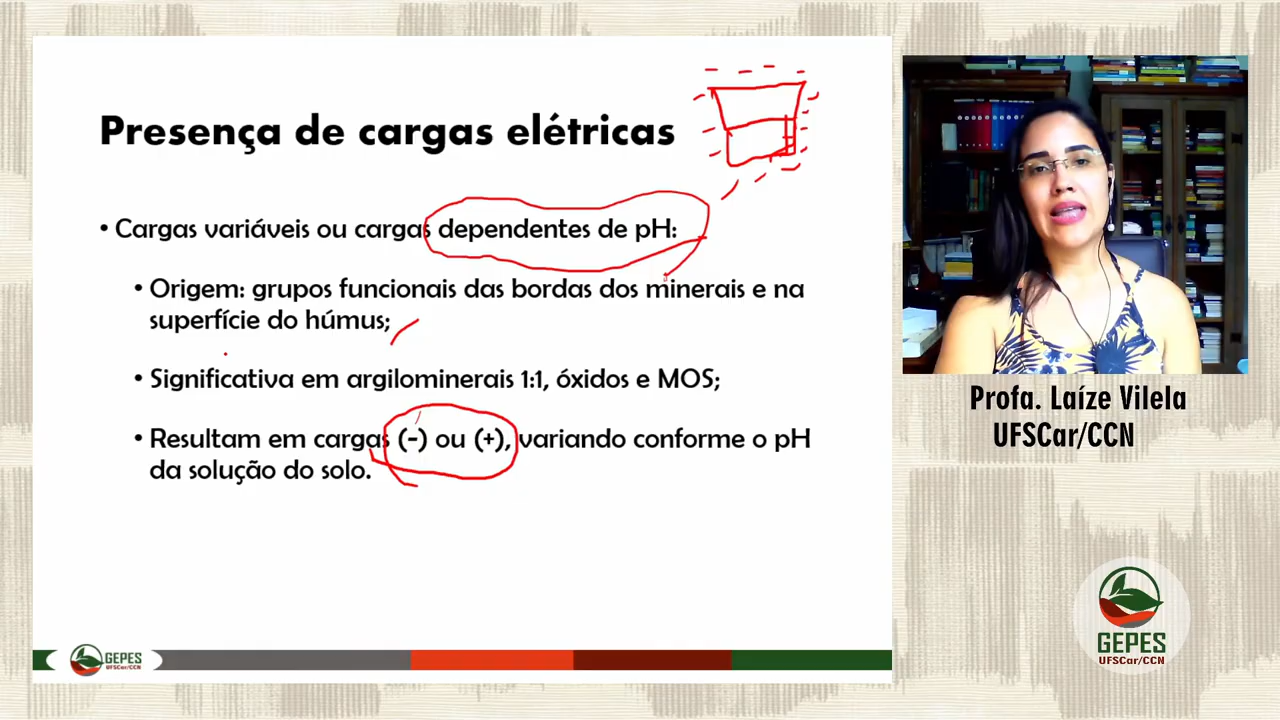 Presença de cargas elétricas
• Cargas variáveis ou cargas dependentes de pH:
• Origem: grupos funcionais das bordas dos minerais e na
superfície do húmus;
• Significativa em argilominerais 1:1, óxidos e MOS;
• Resultam em cargas (-) ou (+), variando conforme o pH
da solução do solo.
GEPES
UFSCar/CCN
Profa. Laíze Vilela
UFSCar/CCN
GEPES
UFSCar/CCN